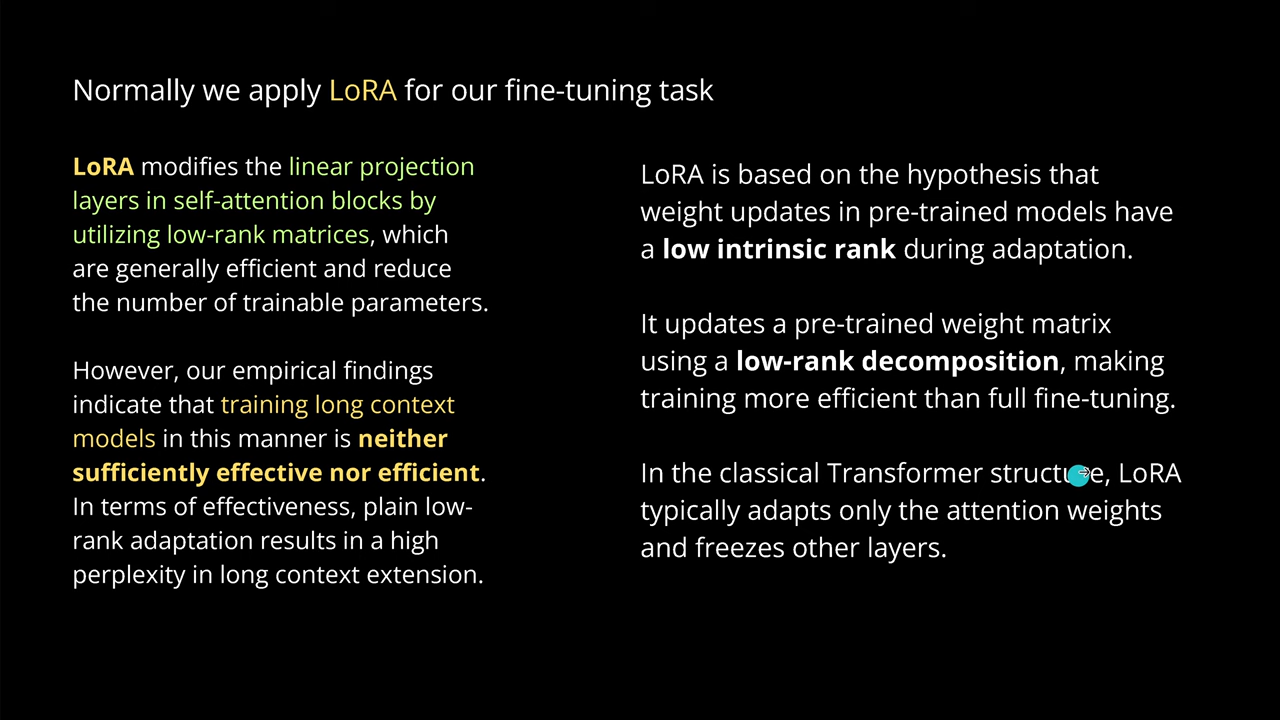 Normally we apply LoRA for our fine-tuning task
LoRA modifies the linear projection
layers in self-attention blocks by
utilizing low-rank matrices, which
are generally efficient and reduce
the number of trainable parameters.
However, our empirical findings
indicate that training long context
models in this manner is neither
sufficiently effective nor efficient.
In terms of effectiveness, plain low-
rank adaptation results in a high
perplexity in long context extension.
LoRA is based on the hypothesis that
weight updates in pre-trained models have
a low intrinsic rank during adaptation.
It updates a pre-trained weight matrix
using a low-rank decomposition, making
training more efficient than full fine-tuning.
In the classical Transformer structure, LoRA
typically adapts only the attention weights
and freezes other layers.